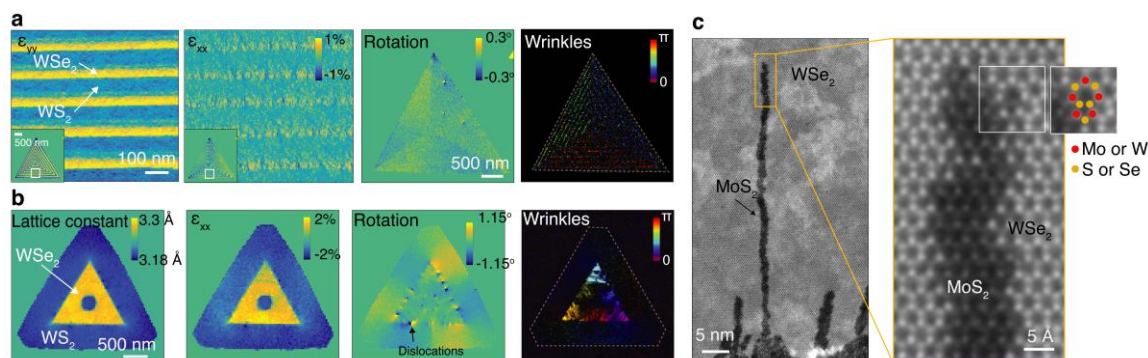 a
εyy
WSe2
WS2
500 nm
100 nm
εxx
1%
-1%
Rotation
0.3°
-0.3°
500 nm
Wrinkles
π
0
b
Lattice constant
3.3 Å
3.18 Å
WSe2
WS2
500 nm
εxx
2%
-2%
Rotation
1.15°
-1.15°
Dislocations
Wrinkles
π
0
c
WSe2
MoS2
5 nm
Mo or W
S or Se
WSe2
MoS2
5 Å